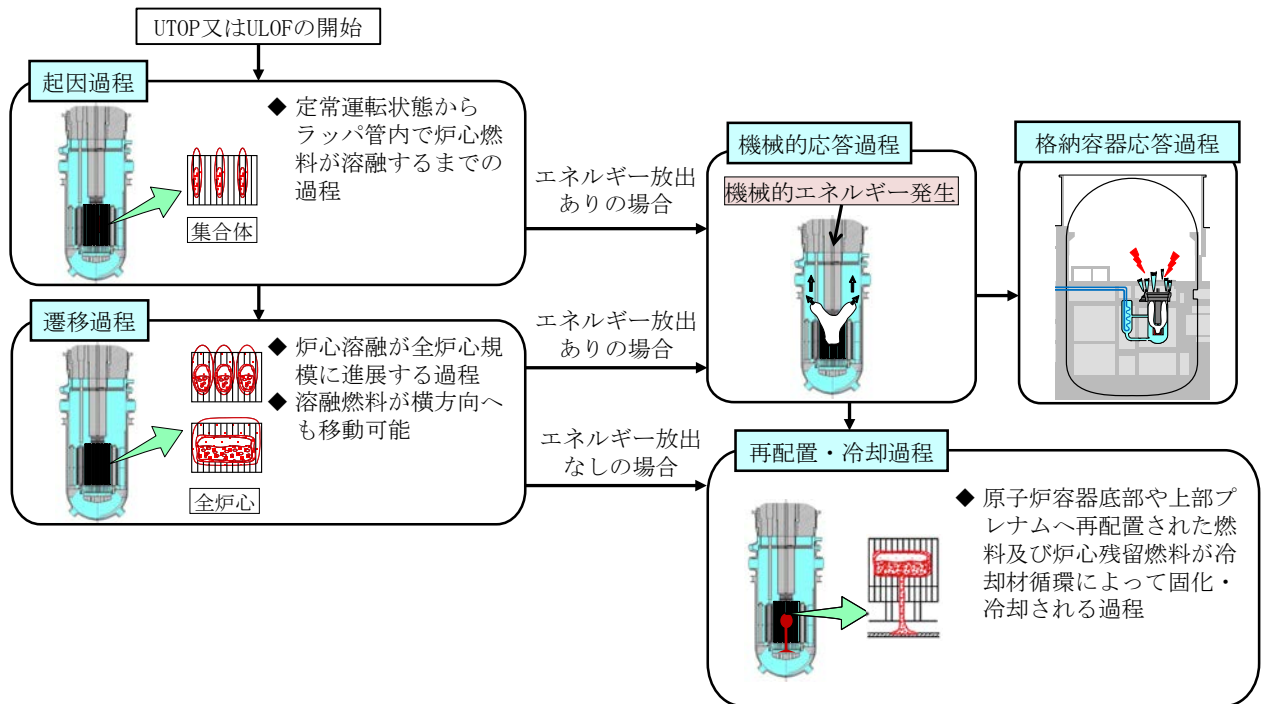 UTOP又はULOFの開始
起因過程
◆ 定常運転状態から
ラッパ管内で炉心燃
料が溶融するまでの
過程
集合体
エネルギー放出
ありの場合
機械的応答過程
機械的エネルギー発生
格納容器応答過程
遷移過程
◆ 炉心溶融が全炉心規
模に進展する過程
◆ 溶融燃料が横方向へ
も移動可能
全炉心
エネルギー放出
ありの場合
エネルギー放出
なしの場合
再配置・冷却過程
◆ 原子炉容器底部や上部プ
レナムへ再配置された燃
料及び炉心残留燃料が冷
却材循環によって固化・
冷却される過程